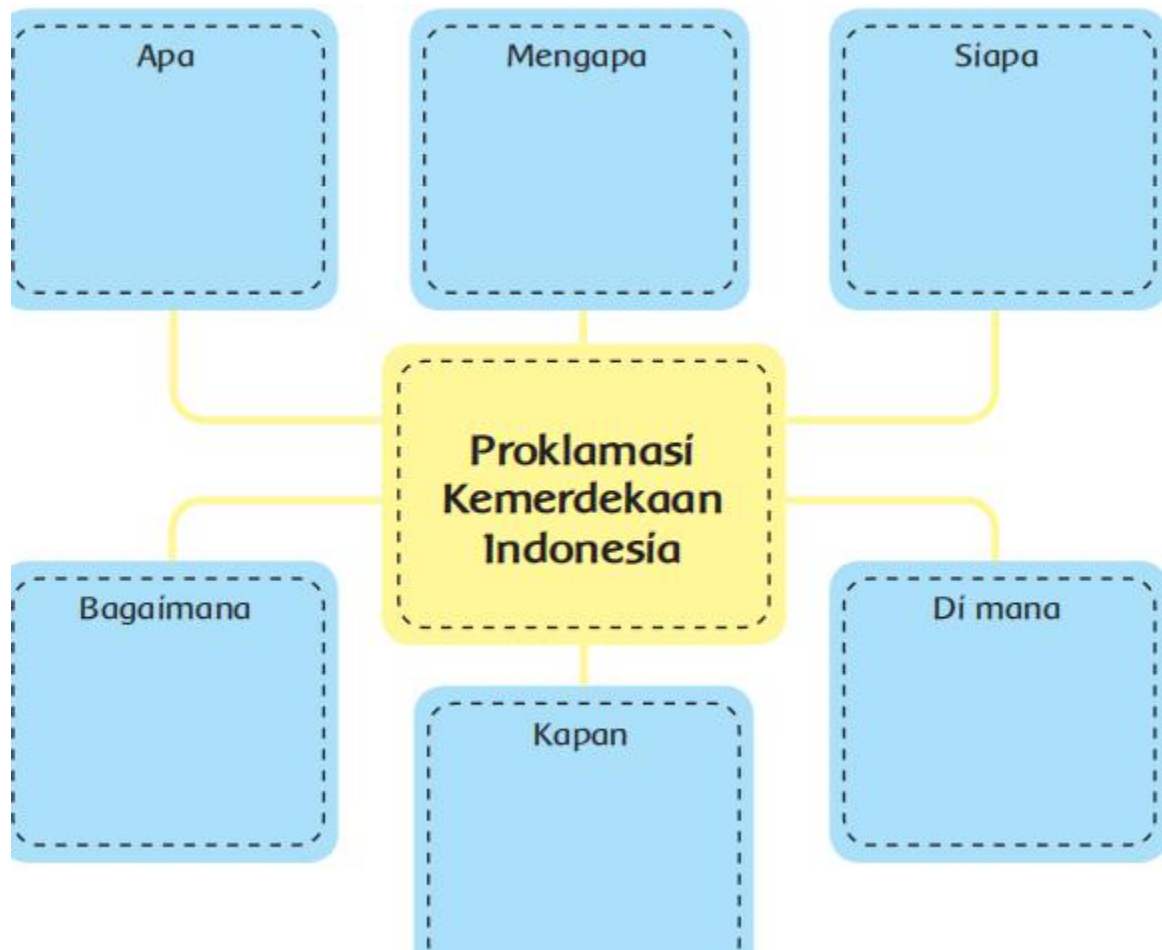 Apa
Mengapa
Siapa
Proklamasi
Kemerdekaan
Indonesia
Bagaimana
Di mana
Kapan